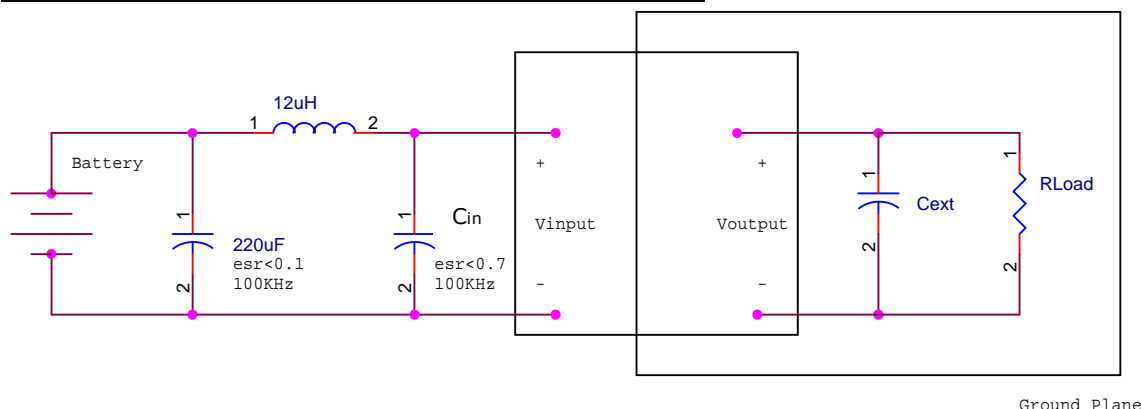 12uH
1
2
Battery
+
+
1
1
1
1
RLoad
Cin
Cext
Vinput
Voutput
220uF
esr<0.1
100KHz
esr<0.7
100KHz
2
2
2
2
-
-
Ground Plane